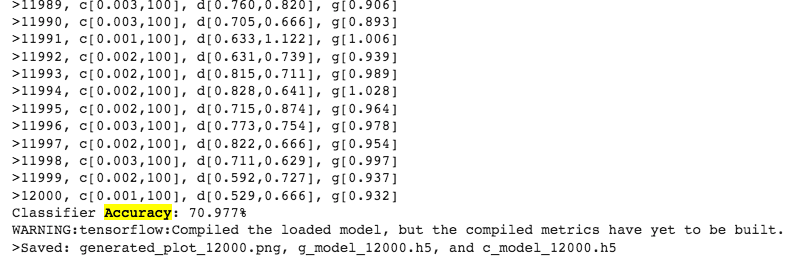 >11989, c[0.003,100], d[0.760,0.820], g[0.906]
>11990, c[0.003,100], d[0.705,0.666], g[0.893]
>11991, c[0.001,100], d[0.633,1.122], g[1.006]
>11992, c[0.002,100], d[0.631,0.739], g[0.939]
>11993, c[0.002,100], d[0.815,0.711], g[0.989]
>11994, c[0.002,100], d[0.828,0.641], g[1.028]
>11995, c[0.002,100], d[0.715,0.874], g[0.964]
>11996, c[0.003,100], d[0.773,0.754], g[0.978]
>11997, c[0.002,100], d[0.822,0.666], g[0.954]
>11998, c[0.003,100], d[0.711,0.629], g[0.997]
>11999, c[0.002,100], d[0.592,0.727], g[0.937]
>12000, c[0.001,100], d[0.529,0.666], g[0.932]
Classifier Accuracy: 70.977%
WARNING:tensorflow:Compiled the loaded model, but the compiled metrics have yet to be built.
>Saved: generated_plot_12000.png, g_model_12000.h5, and c_model_12000.h5